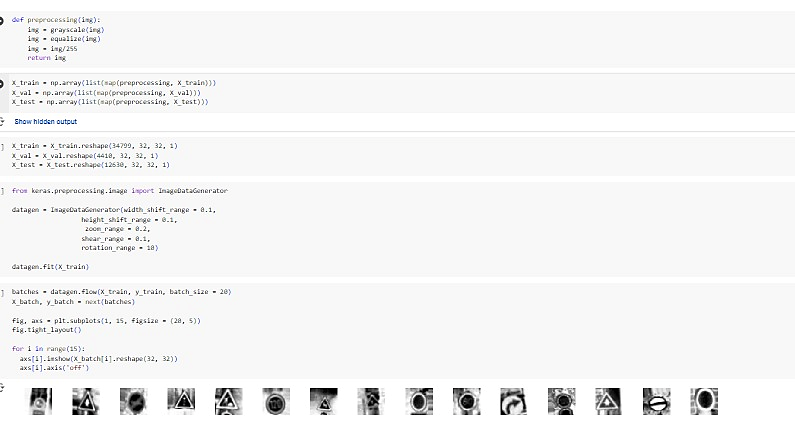 def preprocessing(img):
img = grayscale(img)
img = equalize(img)
img = img/255
return img
X_train = np.array(list(map(preprocessing, X_train)))
X_val = np.array(list(map(preprocessing, X_val)))
X_test = np.array(list(map(preprocessing, X_test)))
Show hidden output
X_train = X_train.reshape(34799, 32, 32, 1)
X_val = X_val.reshape(4410, 32, 32, 1)
X_test = X_test.reshape(12630, 32, 32, 1)
from keras.preprocessing.image import ImageDataGenerator
datagen = ImageDataGenerator(width_shift_range = 0.1,
height_shift_range = 0.1,
zoom_range = 0.2,
shear_range = 0.1,
rotation_range = 10)
datagen.fit(X_train)
batches = datagen.flow(X_train, y_train, batch_size = 20)
X_batch, y_batch = next(batches)
fig, axs = plt.subplots(1, 15, figsize = (20, 5))
fig.tight_layout()
for i in range(15):
axs[i].imshow(X_batch[i].reshape(32, 32))
axs[i].axis('off')